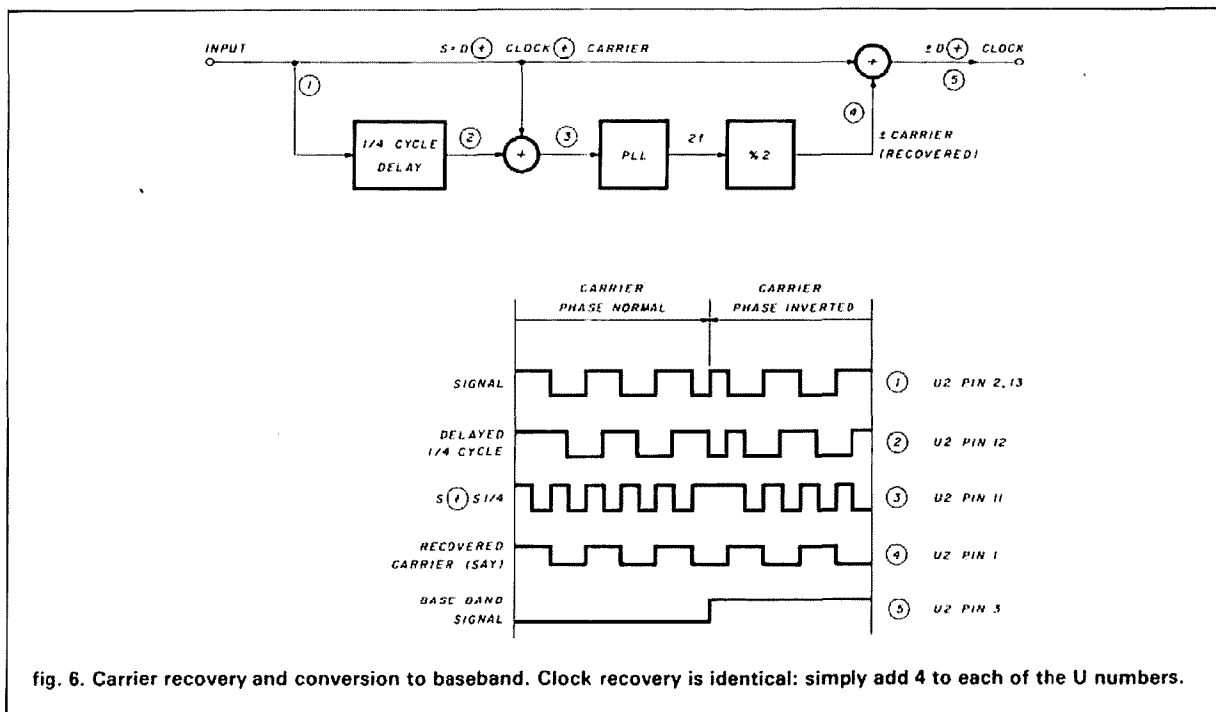 INPUT
S=D⊕ CLOCK⊕ CARRIER
±D⊕ CLOCK
①
⑤
④
1/4 CYCLE
DELAY
②
+
③
PLL
2f
%2
+
± CARRIER
(RECOVERED)
CARRIER
PHASE NORMAL
CARRIER
PHASE INVERTED
SIGNAL
① U2 PIN 2,13
DELAYED
1/4 CYCLE
② U2 PIN 12
S⊕S1/4
③ U2 PIN 11
RECOVERED
CARRIER (SAY)
④ U2 PIN 1
BASE BAND
SIGNAL
⑤ U2 PIN 3
fig. 6. Carrier recovery and conversion to baseband. Clock recovery is identical: simply add 4 to each of the U numbers.